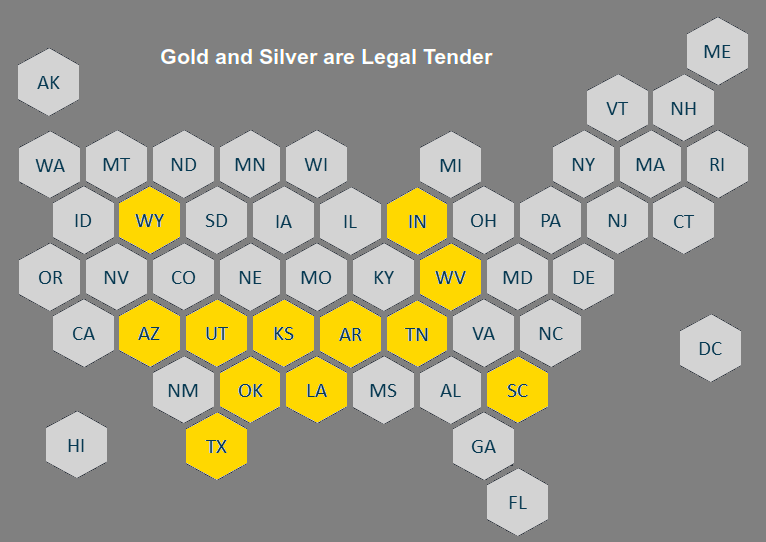 ME
Gold and Silver are Legal Tender
AK
VT NH
WA MT ND MN WI MI NY MA RI
ID WY SD IA IL IN OH PA NJ CT
OR NV CO NE MO KY WV MD DE
CA AZ UT KS AR TN VA NC
DC
NM OK LA MS AL SC
HI TX GA
FL